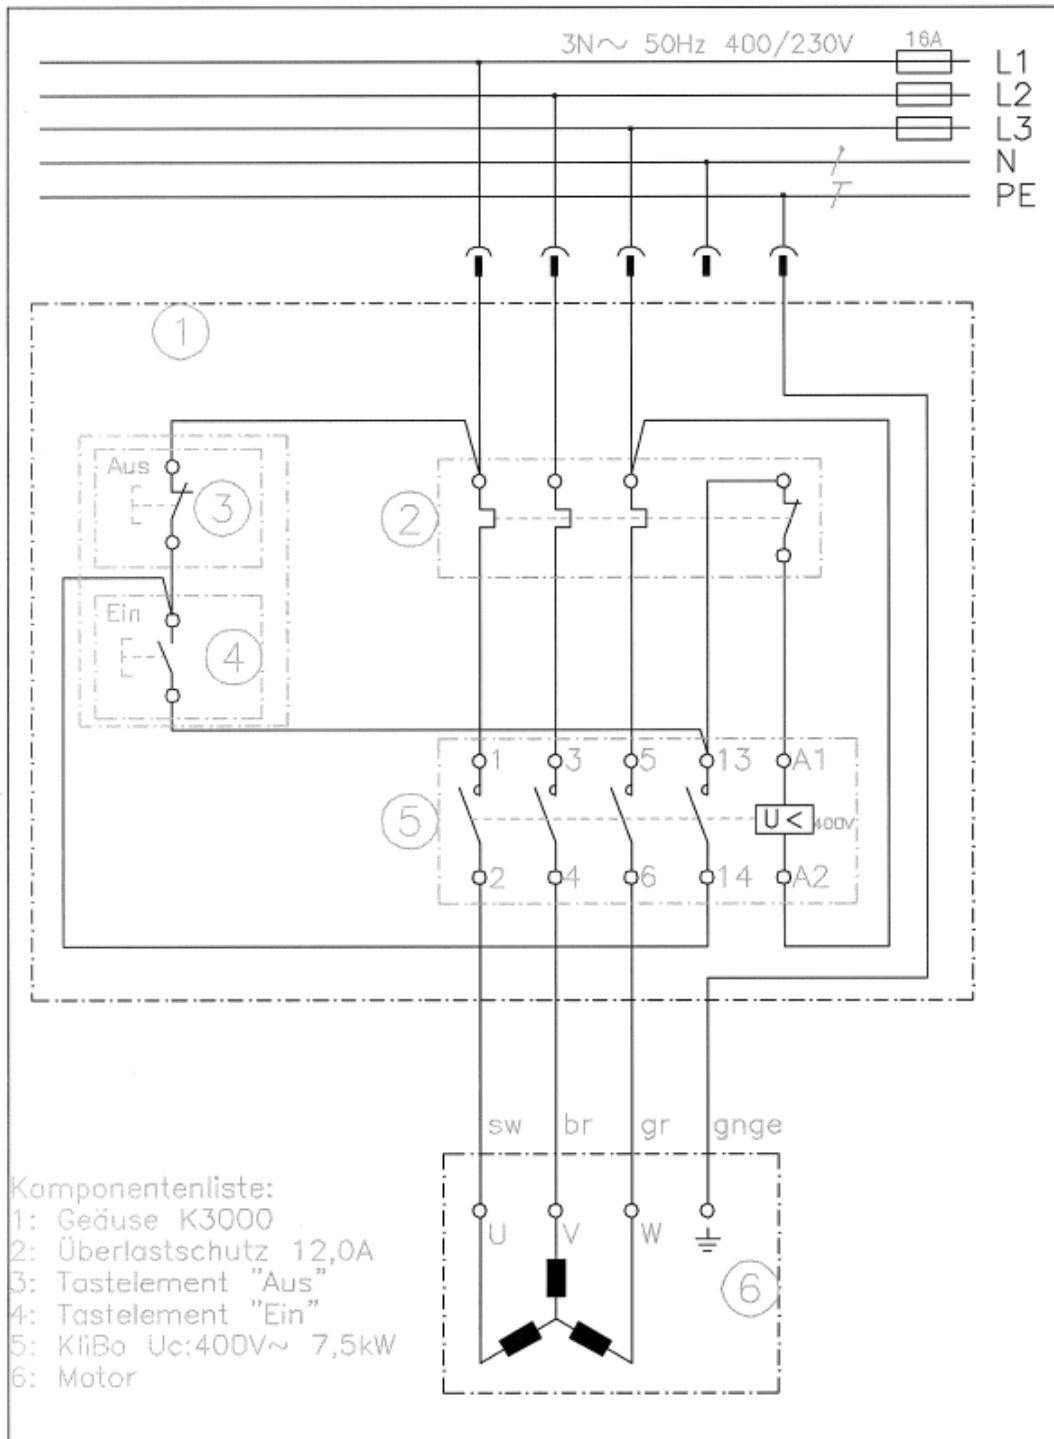 3N~ 50Hz 400/230V 16A L1
L2
L3
N
PE
1
Aus
3
2
Ein
4
1 3 5 13 A1
5
U< 400V
2 4 6 14 A2
sw br gr gnge
U V W
6
Komponentenliste:
1: Geäuse K3000
2: Überlastschutz 12,0A
3: Tastelement "Aus"
4: Tastelement "Ein"
5: KliBo Uc:400V~ 7,5kW
6: Motor